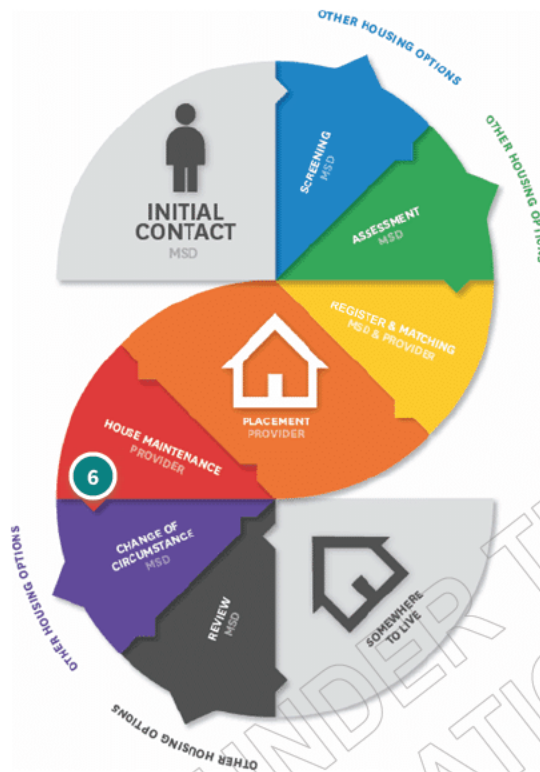 OTHER HOUSING OPTIONS
SCREENING
MSD
OTHER HOUSING OPTIONS
INITIAL
CONTACT
MSD
ASSESSMENT
MSD
REGISTER & MATCHING
MSD & PROVIDER
PLACEMENT
PROVIDER
HOUSE MAINTENANCE
PROVIDER
6
CHANGE OF
CIRCUMSTANCE
MSD
OTHER HOUSING OPTIONS
REVIEW
MSD
SOMEWHERE
TO LIVE
OTHER HOUSING OPTIONS
UNDER